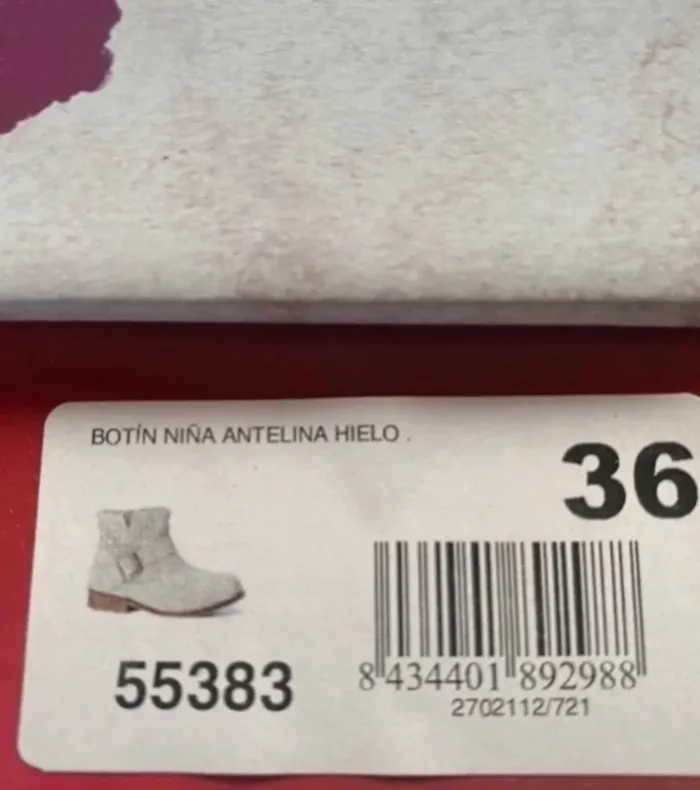 BOTÍN NIÑA ANTELINA HIELO .
36
55383
8 434401 892988
2702112/721